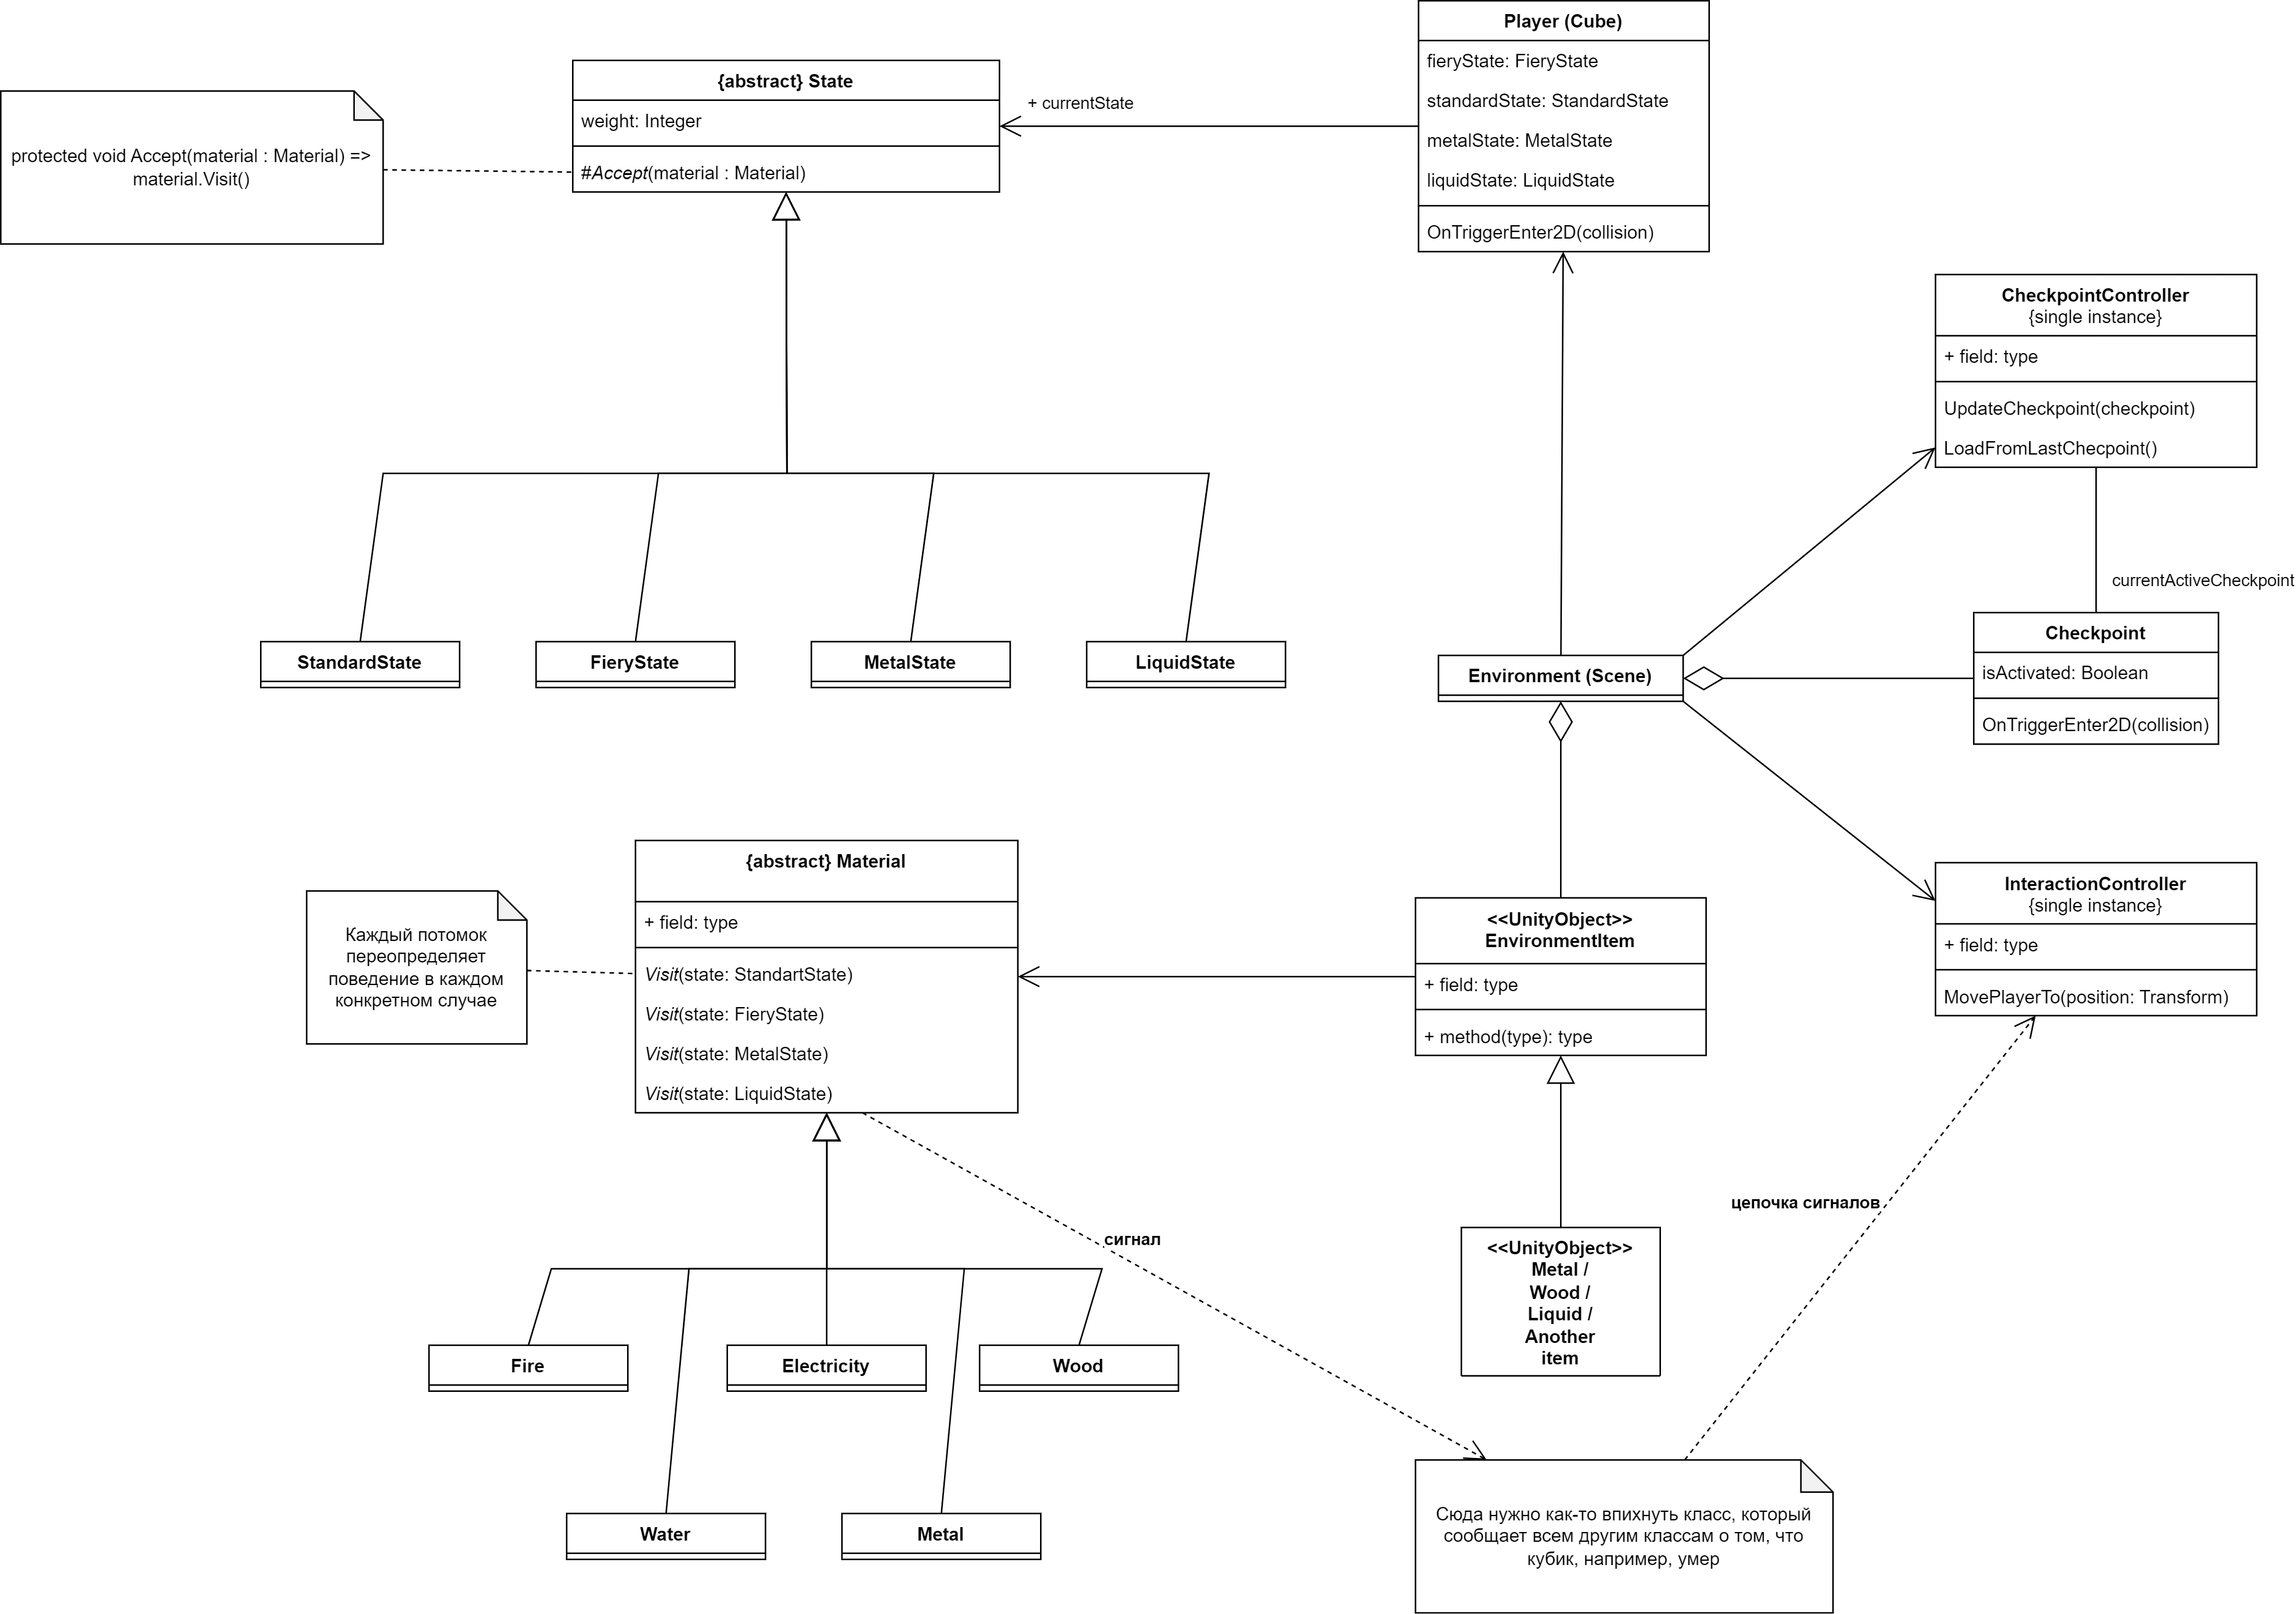 Player (Cube)
fieryState: FieryState
standardState: StandardState
metalState: MetalState
liquidState: LiquidState
OnTriggerEnter2D(collision)
{abstract} State
weight: Integer
#Accept(material : Material)
+ currentState
protected void Accept(material : Material) =>
material.Visit()
CheckpointController
{single instance}
+ field: type
UpdateCheckpoint(checkpoint)
LoadFromLastChecpoint()
currentActiveCheckpoint
Checkpoint
isActivated: Boolean
OnTriggerEnter2D(collision)
StandardState
FieryState
MetalState
LiquidState
Environment (Scene)
{abstract} Material
+ field: type
Visit(state: StandartState)
Visit(state: FieryState)
Visit(state: MetalState)
Visit(state: LiquidState)
Каждый потомок
переопределяет
поведение в каждом
конкретном случае
<<UnityObject>>
EnvironmentItem
+ field: type
+ method(type): type
InteractionController
{single instance}
+ field: type
MovePlayerTo(position: Transform)
цепочка сигналов
сигнал
<<UnityObject>>
Metal /
Wood /
Liquid /
Another
item
Fire
Electricity
Wood
Water
Metal
Сюда нужно как-то впихнуть класс, который
сообщает всем другим классам о том, что
кубик, например, умер